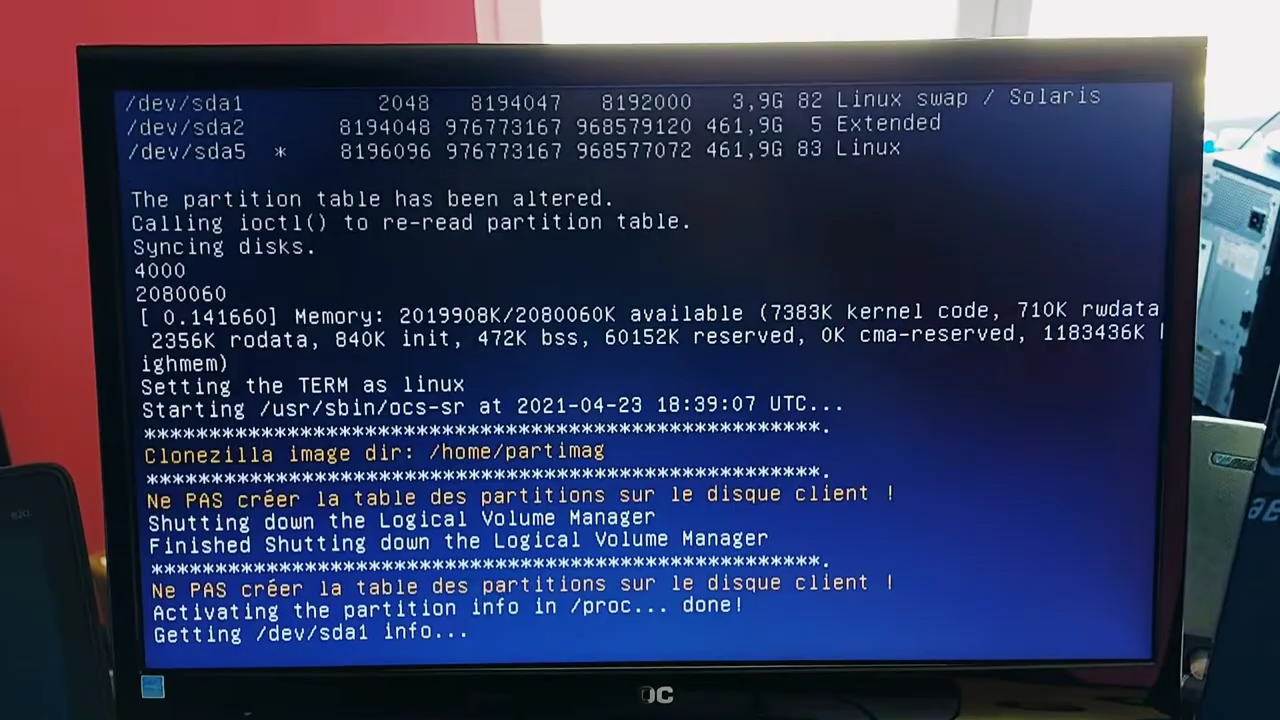 /dev/sda1 2048 8194047 8192000 3,9G 82 Linux swap / Solaris
/dev/sda2 8194048 976773167 968579120 461,9G 5 Extended
/dev/sda5 * 8196096 976773167 968577072 461,9G 83 Linux
The partition table has been altered.
Calling ioctl() to re-read partition table.
Syncing disks.
4000
2080060
[ 0.141660] Memory: 2019908K/2080060K available (7383K kernel code, 710K rwdata
2356K rodata, 840K init, 472K bss, 60152K reserved, 0K cma-reserved, 1183436K h
ighmem)
Setting the TERM as linux
Starting /usr/sbin/ocs-sr at 2021-04-23 18:39:07 UTC...
*****************************************************.
Clonezilla image dir: /home/partimag
*****************************************************.
Ne PAS créer la table des partitions sur le disque client !
Shutting down the Logical Volume Manager
Finished Shutting down the Logical Volume Manager
*****************************************************.
Ne PAS créer la table des partitions sur le disque client !
Activating the partition info in /proc... done!
Getting /dev/sda1 info...